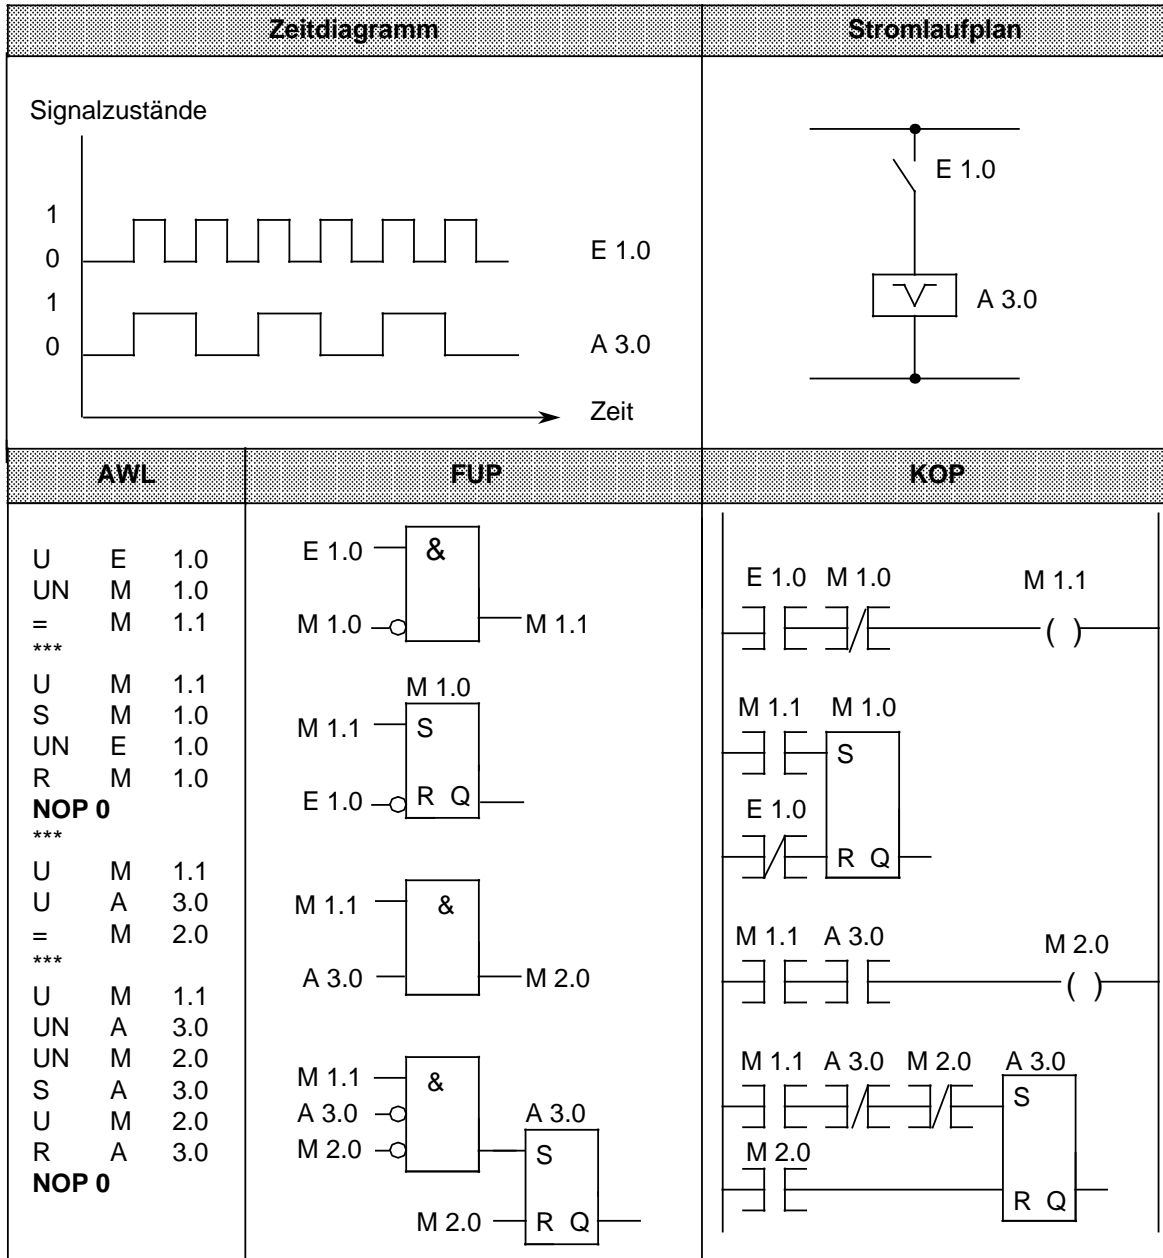 Zeitdiagramm
Stromlaufplan
Signalzustände
1
0
E 1.0
1
0
A 3.0
Zeit
E 1.0
A 3.0
AWL
FUP
KOP
U E 1.0
UN M 1.0
= M 1.1
***
U M 1.1
S M 1.0
UN E 1.0
R M 1.0
NOP 0
***
U M 1.1
U A 3.0
= M 2.0
***
U M 1.1
UN A 3.0
UN M 2.0
S A 3.0
U M 2.0
R A 3.0
NOP 0
E 1.0 &
M 1.0 M 1.1
M 1.0
M 1.1 S
E 1.0 R Q
M 1.1 &
A 3.0 M 2.0
M 1.1 &
A 3.0 A 3.0
M 2.0 S
M 2.0 R Q
E 1.0 M 1.0 M 1.1
( )
M 1.1 M 1.0
S
E 1.0
R Q
M 1.1 A 3.0 M 2.0
( )
M 1.1 A 3.0 M 2.0 A 3.0
S
M 2.0
R Q